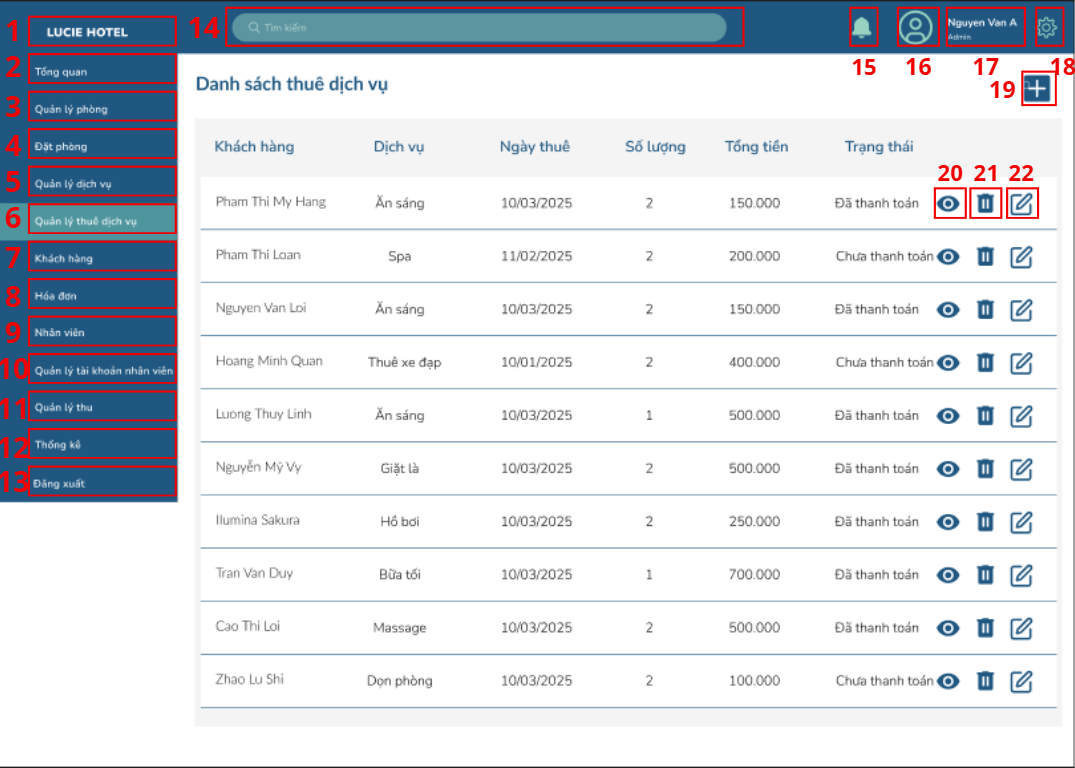 1 LUCIE HOTEL 14 Tìm kiếm Nguyen Van A
Admin
15 16 17 18
2 Tổng quan
3 Quản lý phòng
4 Đặt phòng
5 Quản lý dịch vụ
6 Quản lý thuê dịch vụ
7 Khách hàng
8 Hóa đơn
9 Nhân viên
10 Quản lý tài khoản nhân viên
11 Quản lý thu
12 Thống kê
13 Đăng xuất
Danh sách thuê dịch vụ 19
Khách hàng Dịch vụ Ngày thuê Số lượng Tổng tiền Trạng thái
20 21 22
Pham Thi My Hang Ăn sáng 10/03/2025 2 150.000 Đã thanh toán
Pham Thi Loan Spa 11/02/2025 2 200.000 Chưa thanh toán
Nguyen Van Loi Ăn sáng 10/03/2025 2 150.000 Đã thanh toán
Hoang Minh Quan Thuê xe đạp 10/01/2025 2 400.000 Chưa thanh toán
Luong Thuy Linh Ăn sáng 10/03/2025 1 500.000 Đã thanh toán
Nguyễn Mỹ Vy Giặt là 10/03/2025 2 500.000 Đã thanh toán
Ilumina Sakura Hồ bơi 10/03/2025 2 250.000 Đã thanh toán
Tran Van Duy Bữa tối 10/03/2025 1 700.000 Đã thanh toán
Cao Thi Loi Massage 10/03/2025 2 500.000 Đã thanh toán
Zhao Lu Shi Dọn phòng 10/03/2025 2 100.000 Chưa thanh toán